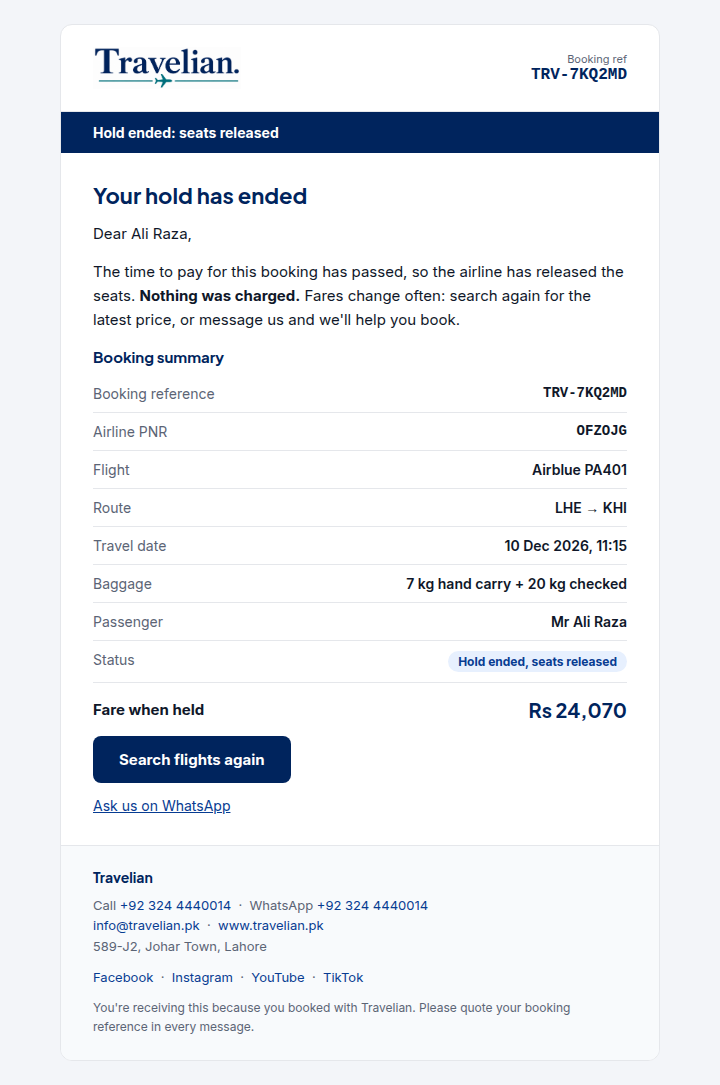 Travelian.
Booking ref
TRV-7KQ2MD
Hold ended: seats released
Your hold has ended
Dear Ali Raza,
The time to pay for this booking has passed, so the airline has released the
seats. Nothing was charged. Fares change often: search again for the
latest price, or message us and we'll help you book.
Booking summary
Booking reference TRV-7KQ2MD
Airline PNR OFZOJG
Flight Airblue PA401
Route LHE → KHI
Travel date 10 Dec 2026, 11:15
Baggage 7 kg hand carry + 20 kg checked
Passenger Mr Ali Raza
Status Hold ended, seats released
Fare when held Rs 24,070
Search flights again
Ask us on WhatsApp
Travelian
Call +92 324 4440014 · WhatsApp +92 324 4440014
info@travelian.pk · www.travelian.pk
589-J2, Johar Town, Lahore
Facebook · Instagram · YouTube · TikTok
You're receiving this because you booked with Travelian. Please quote your booking
reference in every message.